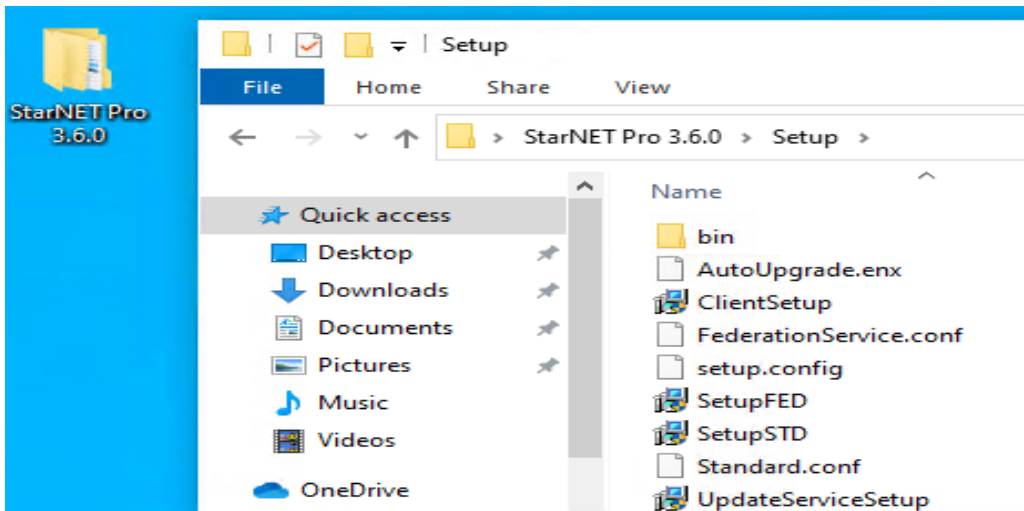 StarNET Pro
3.6.0
Setup
File Home Share View
StarNET Pro 3.6.0 Setup
Name
Quick access
Desktop
Downloads
Documents
Pictures
Music
Videos
OneDrive
bin
AutoUpgrade.enx
ClientSetup
FederationService.conf
setup.config
SetupFED
SetupSTD
Standard.conf
UpdateServiceSetup